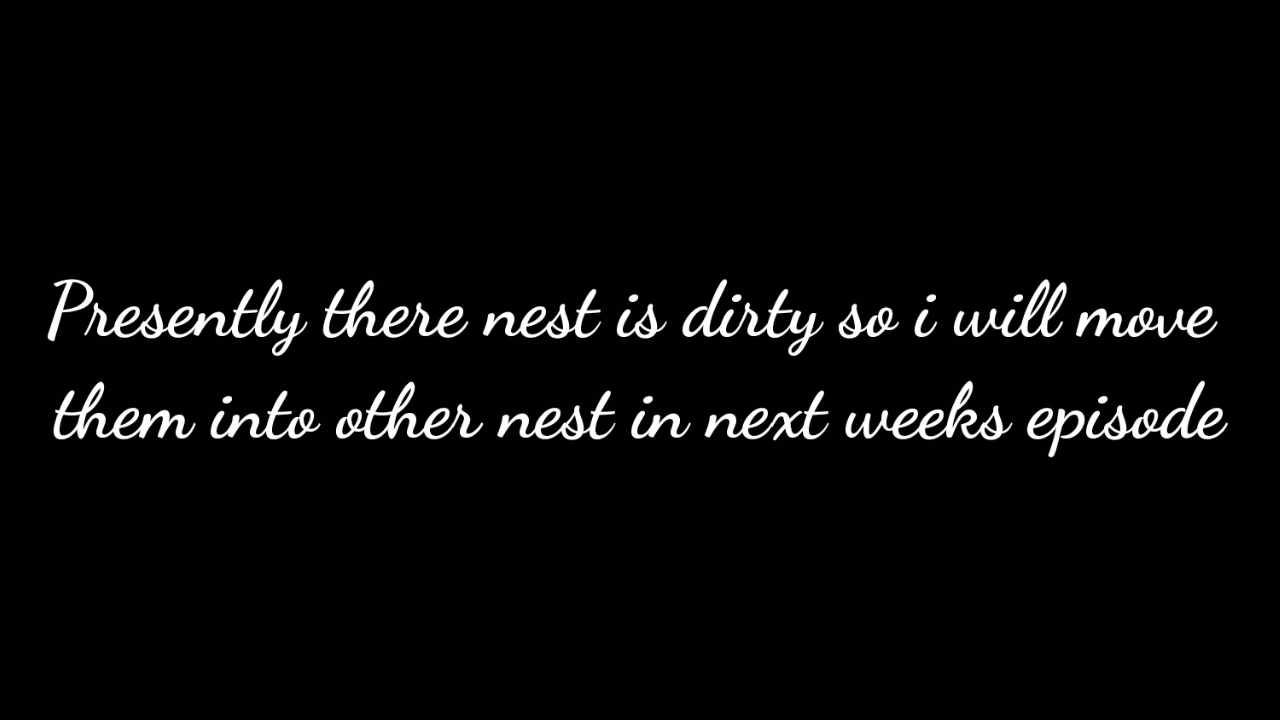 Presently there nest is dirty so i will move
them into other nest in next weeks episode